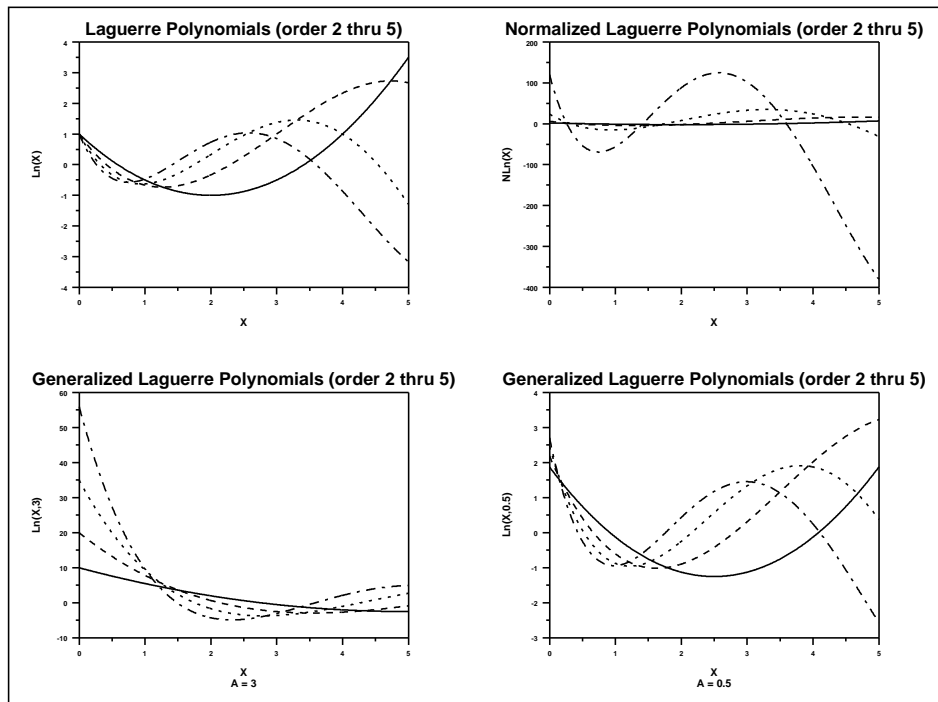 Laguerre Polynomials (order 2 thru 5)
4
3
2
1
0
-1
-2
-3
-4
Ln(X)
0 1 2 3 4 5
X
Normalized Laguerre Polynomials (order 2 thru 5)
200
100
0
-100
-200
-300
-400
NLn(X)
0 1 2 3 4 5
X
Generalized Laguerre Polynomials (order 2 thru 5)
60
50
40
30
20
10
0
-10
Ln(X,3)
0 1 2 3 4 5
X
A = 3
Generalized Laguerre Polynomials (order 2 thru 5)
4
3
2
1
0
-1
-2
-3
Ln(X,0.5)
0 1 2 3 4 5
X
A = 0.5